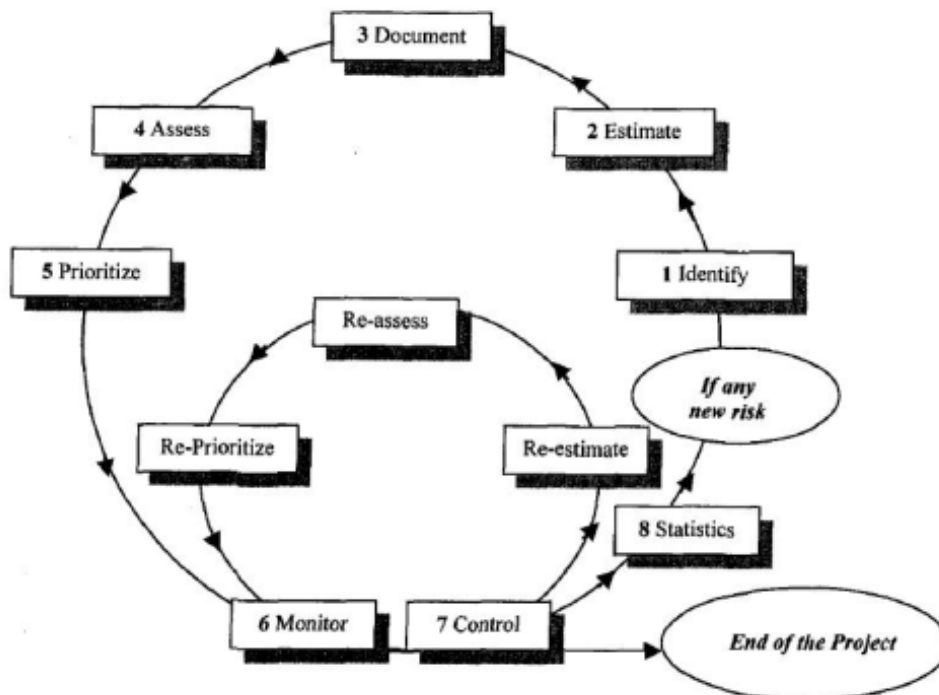 3 Document
4 Assess
2 Estimate
5 Prioritize
1 Identify
Re-assess
If any
new risk
Re-Prioritize
Re-estimate
8 Statistics
6 Monitor
7 Control
End of the Project